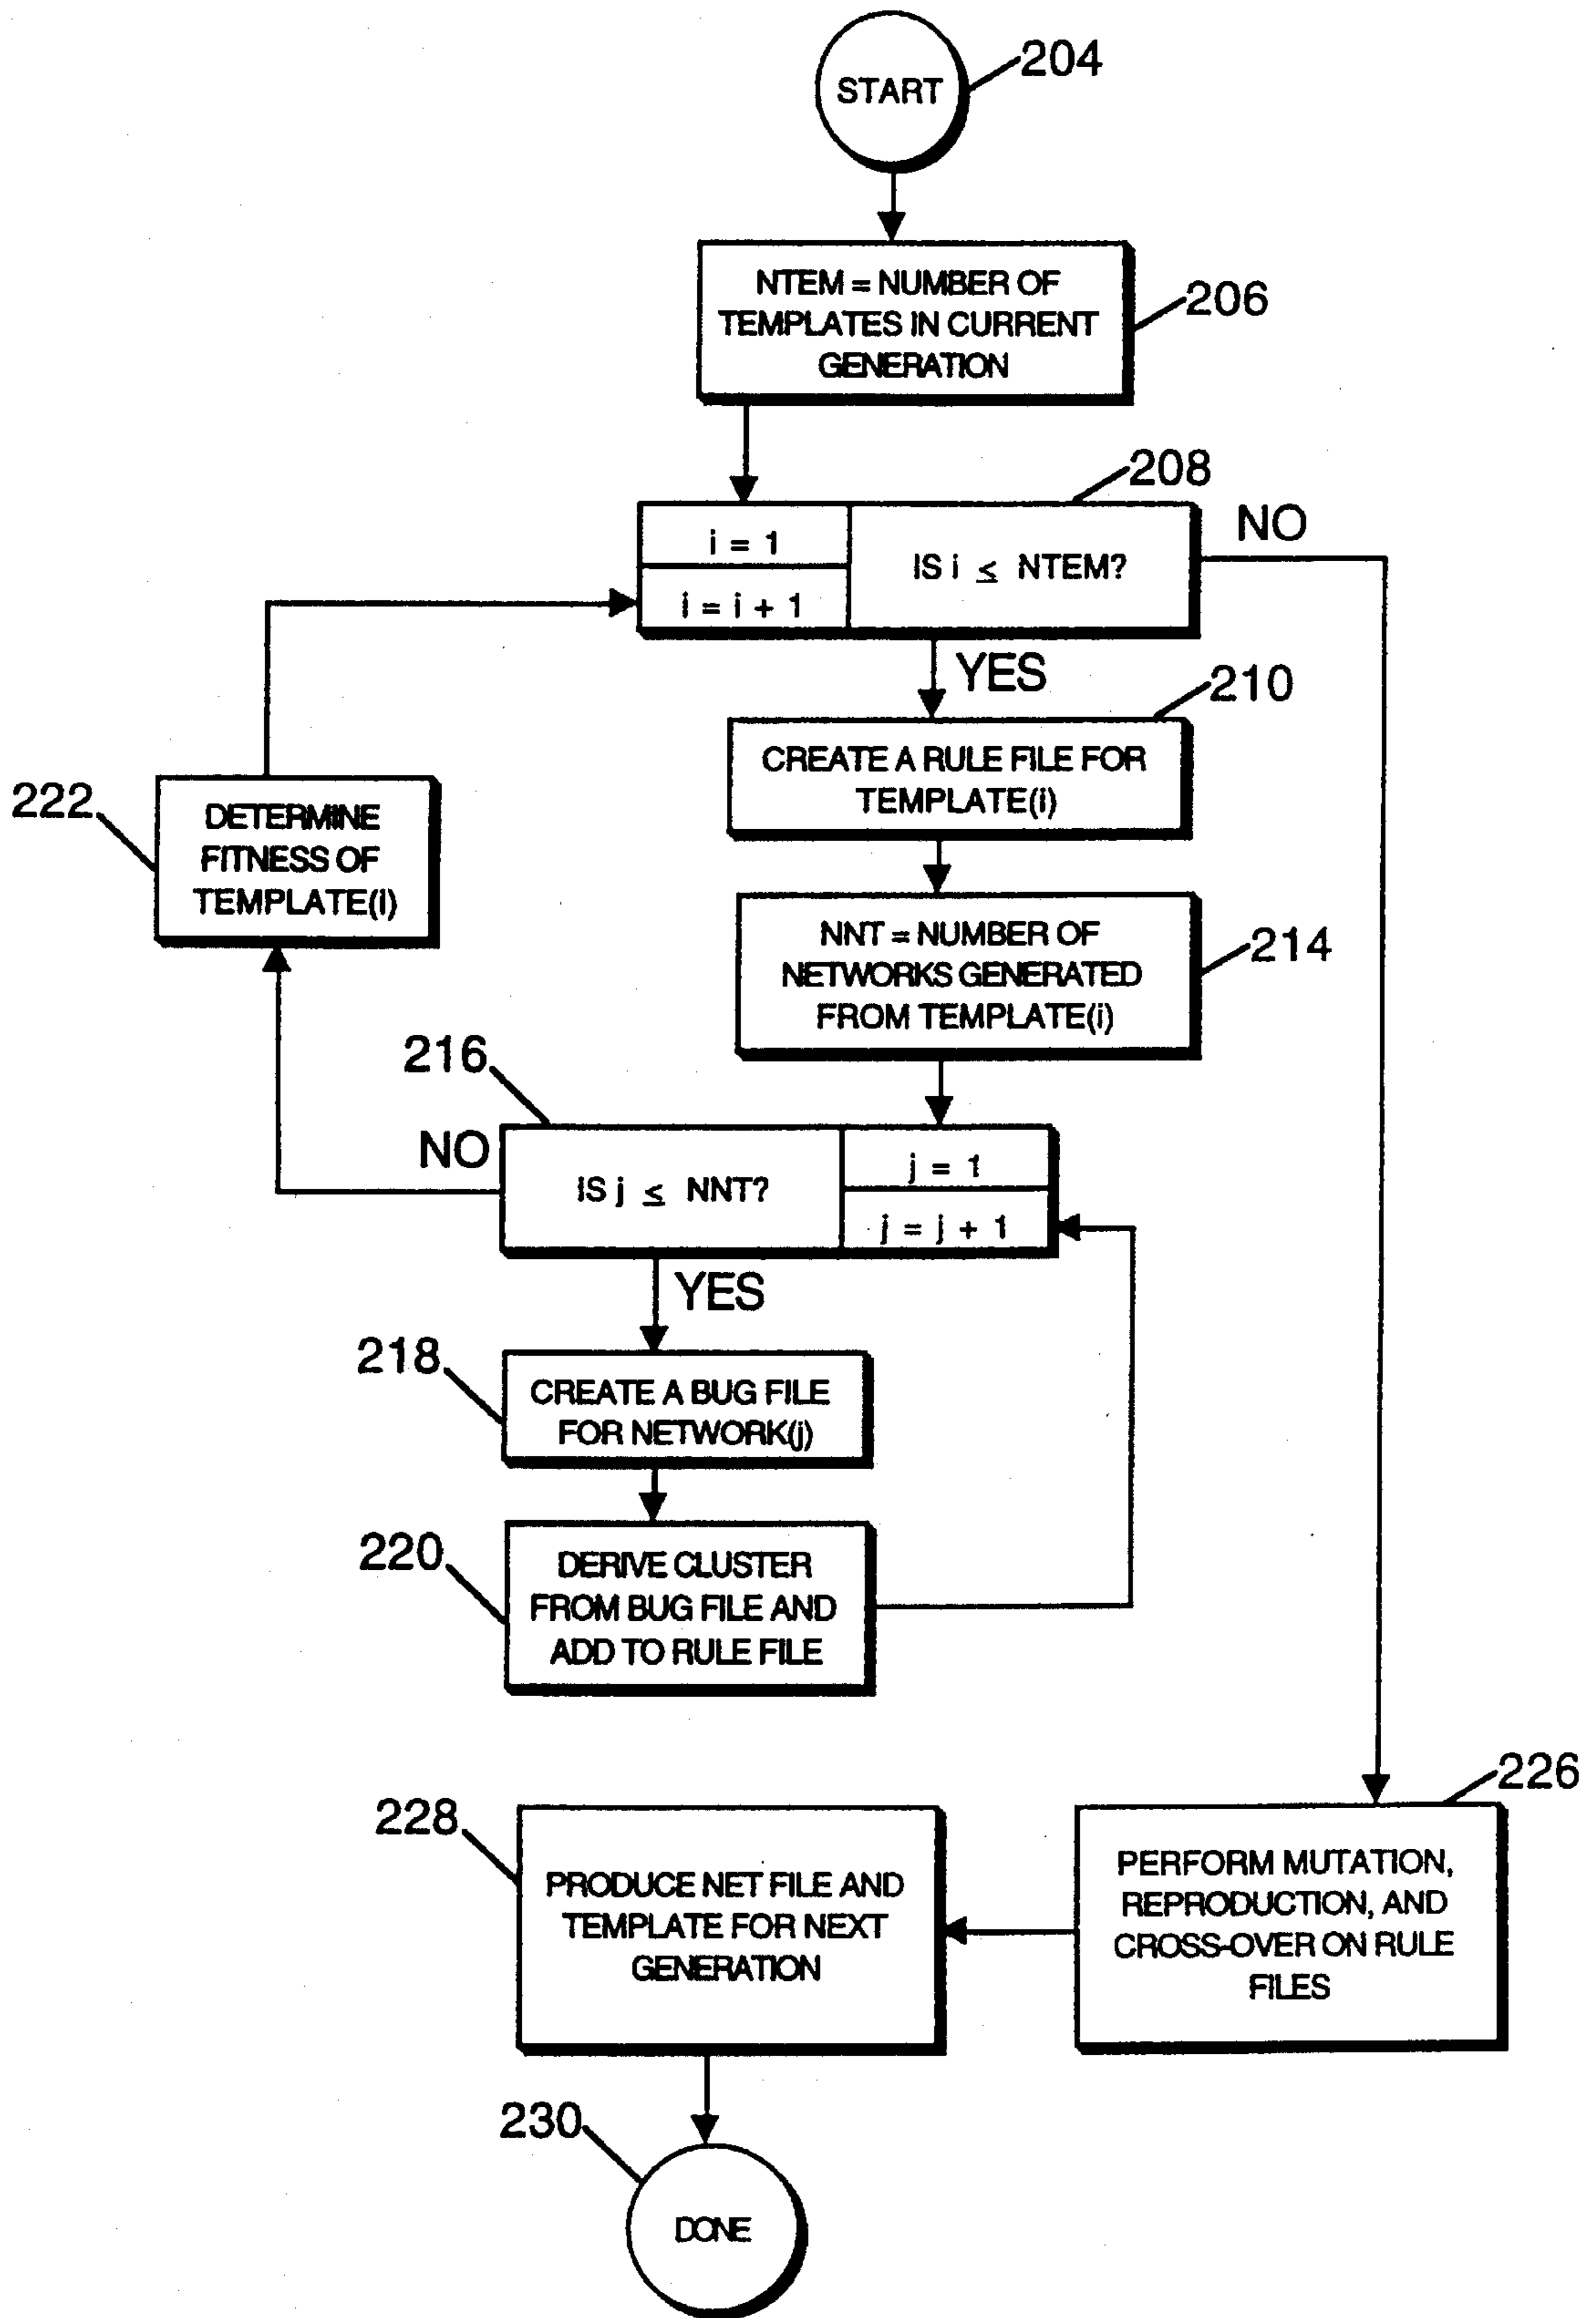 START
204
NTEM = NUMBER OF
TEMPLATES IN CURRENT
GENERATION
206
208
i = 1
i = i + 1
IS i ≤ NTEM?
NO
YES
210
CREATE A RULE FILE FOR
TEMPLATE(i)
222
DETERMINE
FITNESS OF
TEMPLATE(i)
NNT = NUMBER OF
NETWORKS GENERATED
FROM TEMPLATE(i)
214
216
NO
IS j ≤ NNT?
j = 1
j = j + 1
YES
218
CREATE A BUG FILE
FOR NETWORK(j)
220
DERIVE CLUSTER
FROM BUG FILE AND
ADD TO RULE FILE
226
PERFORM MUTATION,
REPRODUCTION, AND
CROSS-OVER ON RULE
FILES
228
PRODUCE NET FILE AND
TEMPLATE FOR NEXT
GENERATION
230
DONE